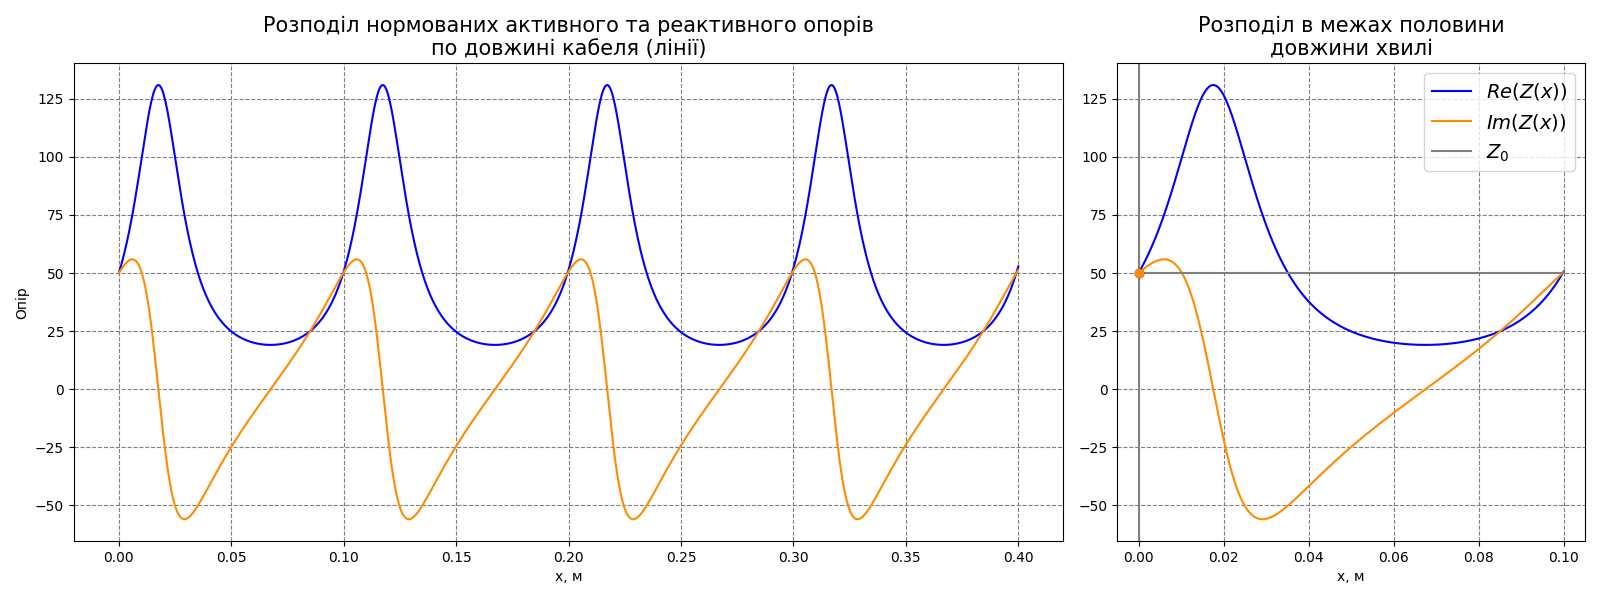 Розподіл нормованих активного та реактивного опорів
по довжині кабеля (лінії)
Опір
125
100
75
50
25
0
−25
−50
0.00 0.05 0.10 0.15 0.20 0.25 0.30 0.35 0.40
x, м
Розподіл в межах половини
довжини хвилі
Re(Z(x))
Im(Z(x))
Z₀
125
100
75
50
25
0
−25
−50
0.00 0.02 0.04 0.06 0.08 0.10
x, м